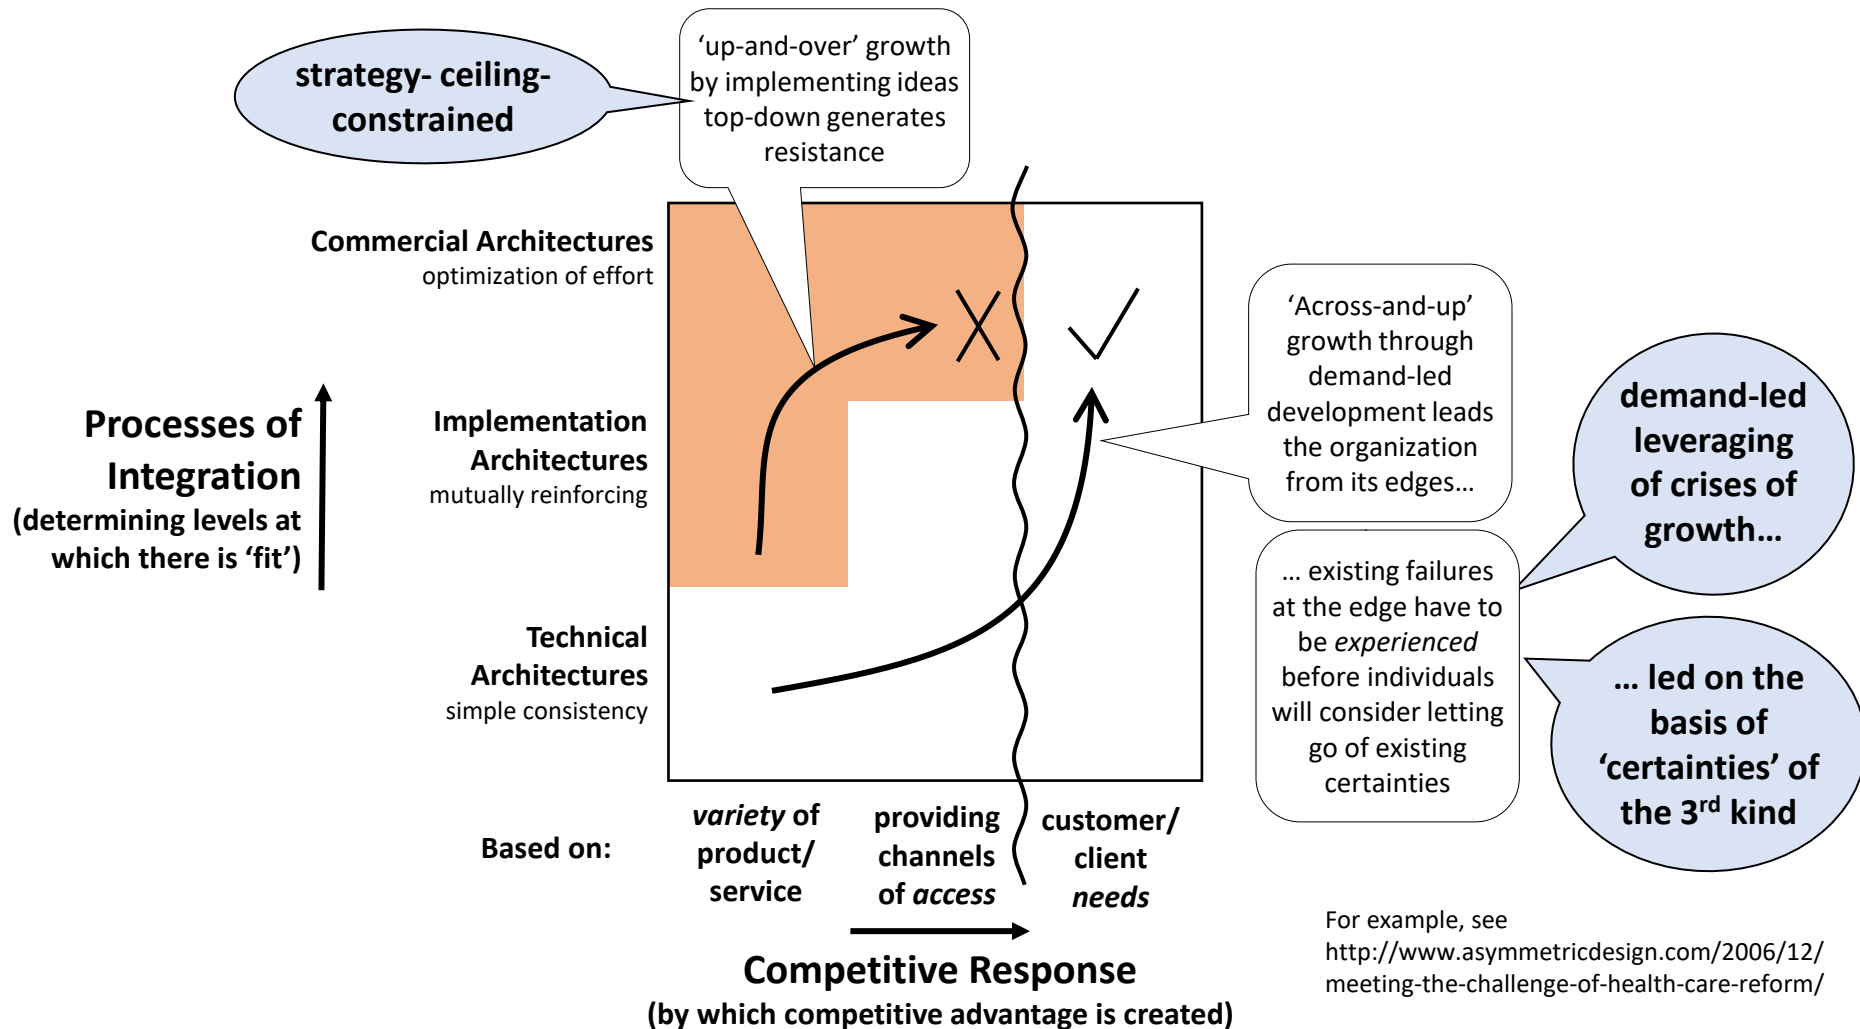 strategy- ceiling-
constrained
‘up-and-over’ growth
by implementing ideas
top-down generates
resistance
Commercial Architectures
optimization of effort
‘Across-and-up’
growth through
demand-led
development leads
the organization
from its edges…
demand-led
leveraging
of crises of
growth…
Processes of
Integration
(determining levels at
which there is ‘fit’)
Implementation
Architectures
mutually reinforcing
… existing failures
at the edge have to
be experienced
before individuals
will consider letting
go of existing
certainties
… led on the
basis of
‘certainties’ of
the 3rd kind
Technical
Architectures
simple consistency
Based on:
variety of
product/
service
providing
channels
of access
customer/
client
needs
Competitive Response
(by which competitive advantage is created)
For example, see
http://www.asymmetricdesign.com/2006/12/
meeting-the-challenge-of-health-care-reform/